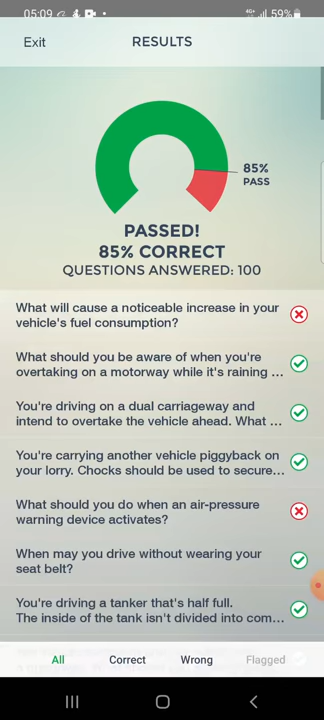 05:09
59%
Exit
RESULTS
85%
PASS
PASSED!
85% CORRECT
QUESTIONS ANSWERED: 100
What will cause a noticeable increase in your
vehicle's fuel consumption?
What should you be aware of when you're
overtaking on a motorway while it's raining ...
You're driving on a dual carriageway and
intend to overtake the vehicle ahead. What ...
You're carrying another vehicle piggyback on
your lorry. Chocks should be used to secure...
What should you do when an air-pressure
warning device activates?
When may you drive without wearing your
seat belt?
You're driving a tanker that's half full.
The inside of the tank isn't divided into com...
All
Correct
Wrong
Flagged